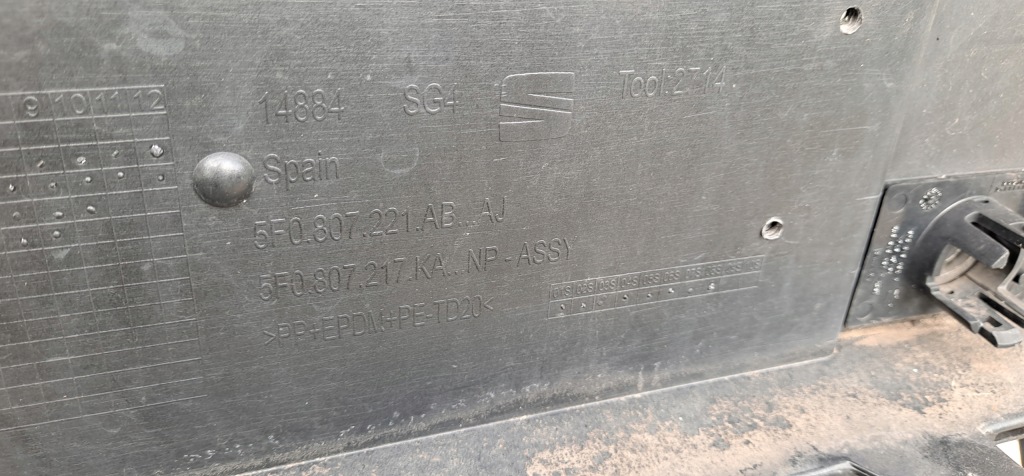 9 10 11 12
14884 SG4 Tool:2714
Spain
5F0.807.221.AB...AJ
5F0.807.217.KA.. NP-ASSY
>PP+EPDM+PE-TD20<